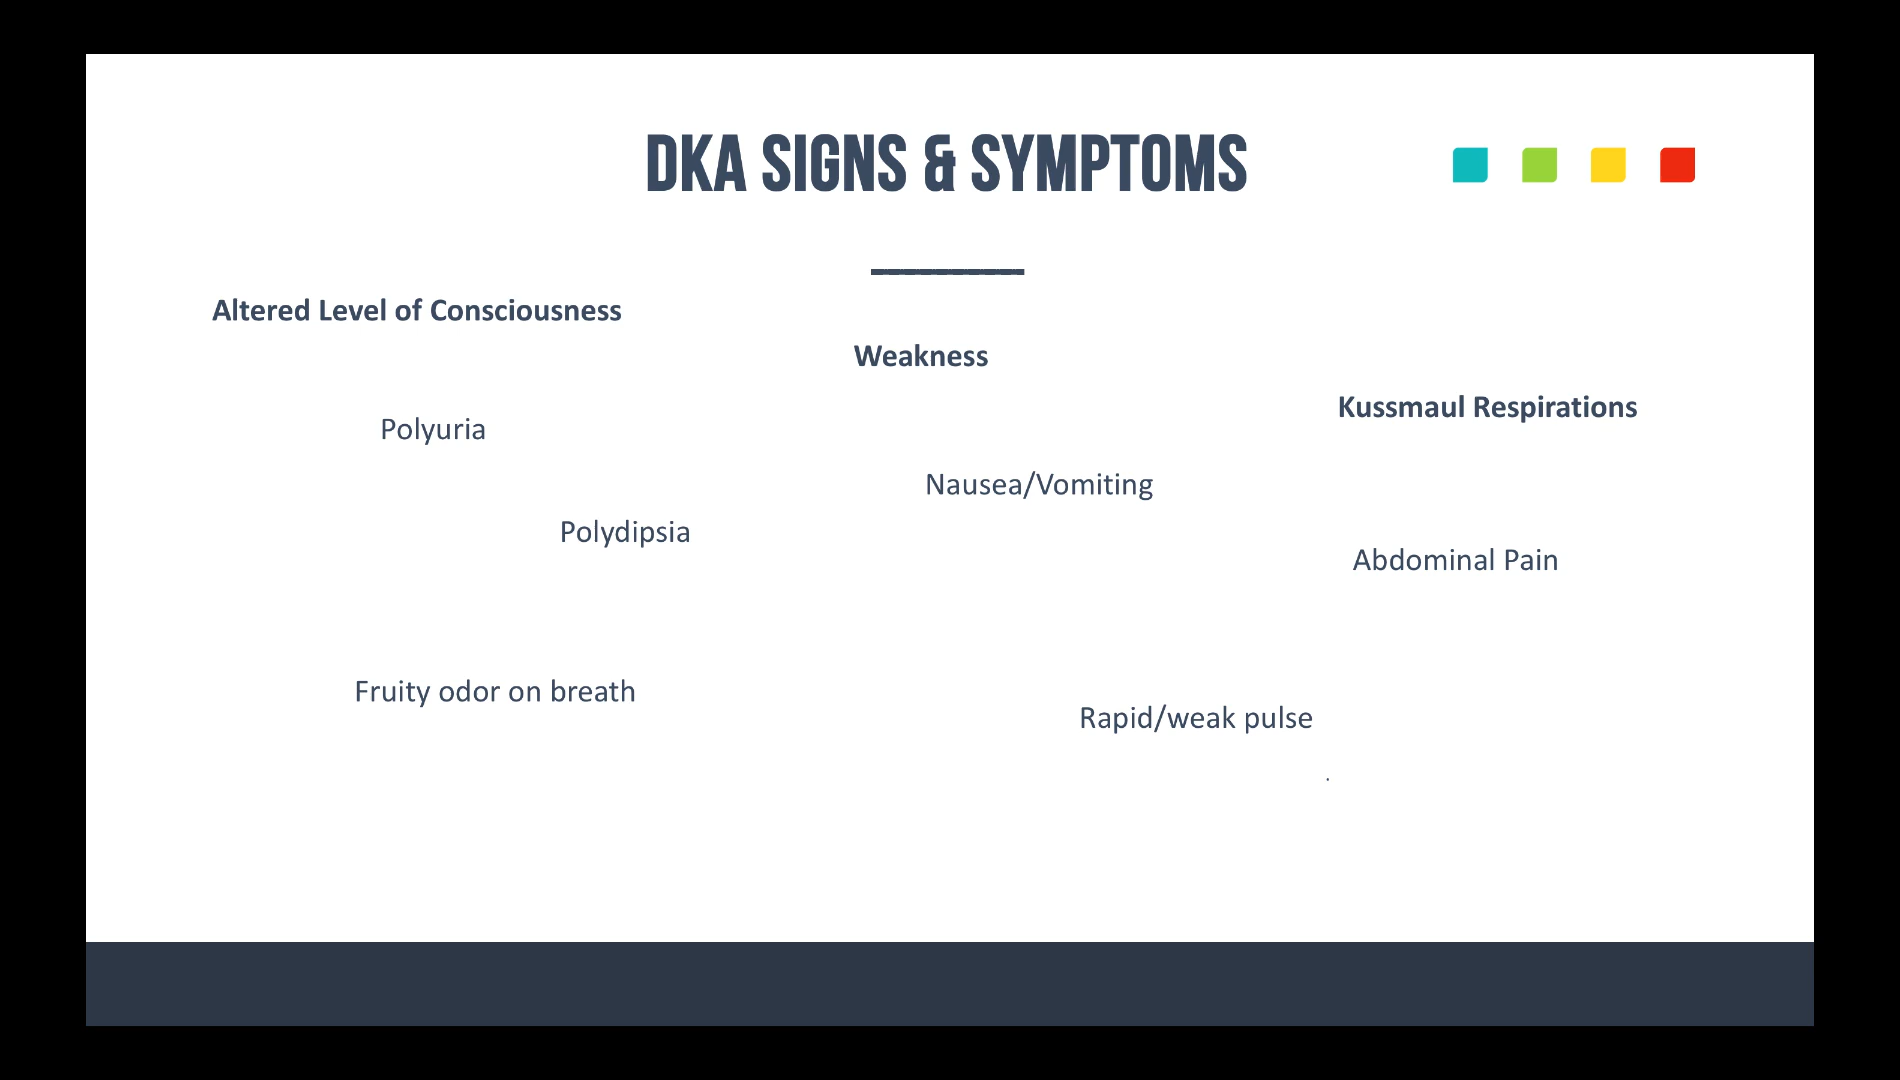 DKA SIGNS & SYMPTOMS
Altered Level of Consciousness
Weakness
Kussmaul Respirations
Polyuria
Nausea/Vomiting
Polydipsia
Abdominal Pain
Fruity odor on breath
Rapid/weak pulse
.